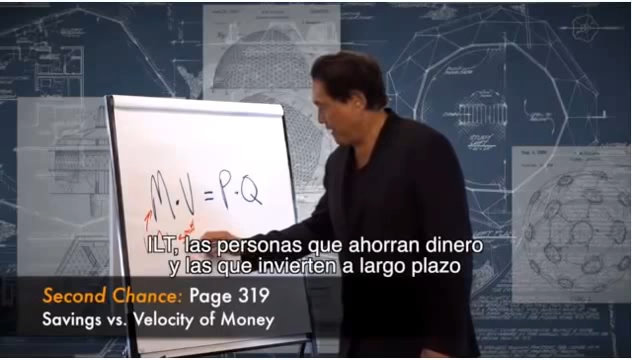 M·V = P·Q
ILT, las personas que ahorran dinero
y las que invierten a largo plazo
Second Chance: Page 319
Savings vs. Velocity of Money